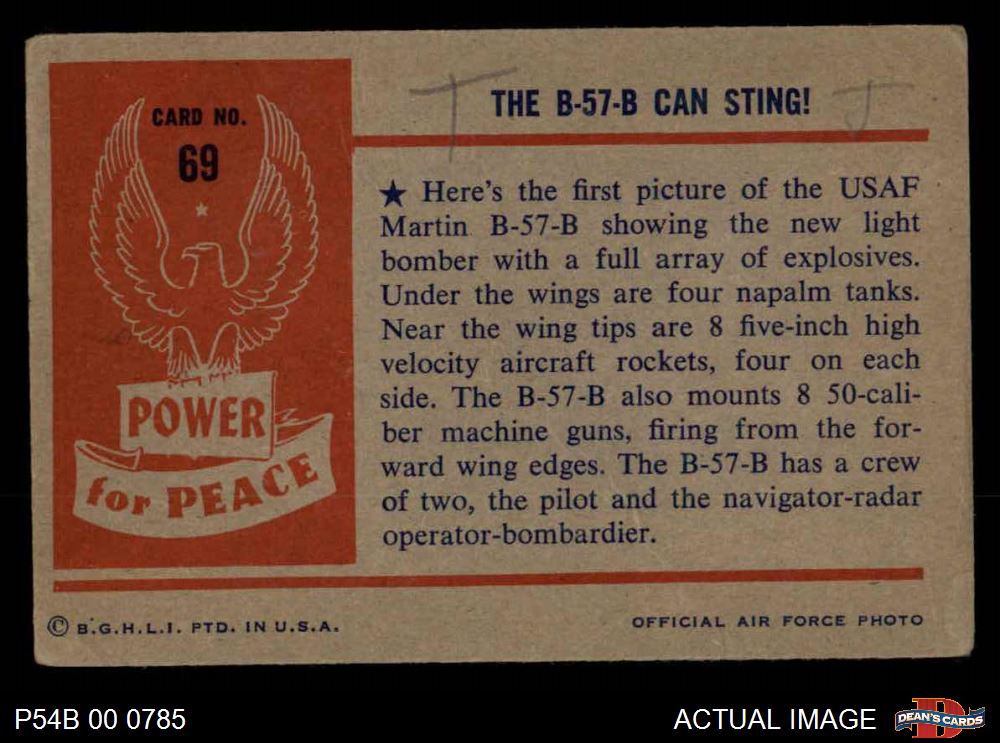 CARD NO.
69
POWER
for PEACE
T
J
THE B-57-B CAN STING!
★ Here's the first picture of the USAF
Martin B-57-B showing the new light
bomber with a full array of explosives.
Under the wings are four napalm tanks.
Near the wing tips are 8 five-inch high
velocity aircraft rockets, four on each
side. The B-57-B also mounts 8 50-cali-
ber machine guns, firing from the for-
ward wing edges. The B-57-B has a crew
of two, the pilot and the navigator-radar
operator-bombardier.
© B.G.H.L.I. PTD. IN U.S.A.
OFFICIAL AIR FORCE PHOTO
P54B 00 0785
ACTUAL IMAGE
D
DEAN'S CARDS